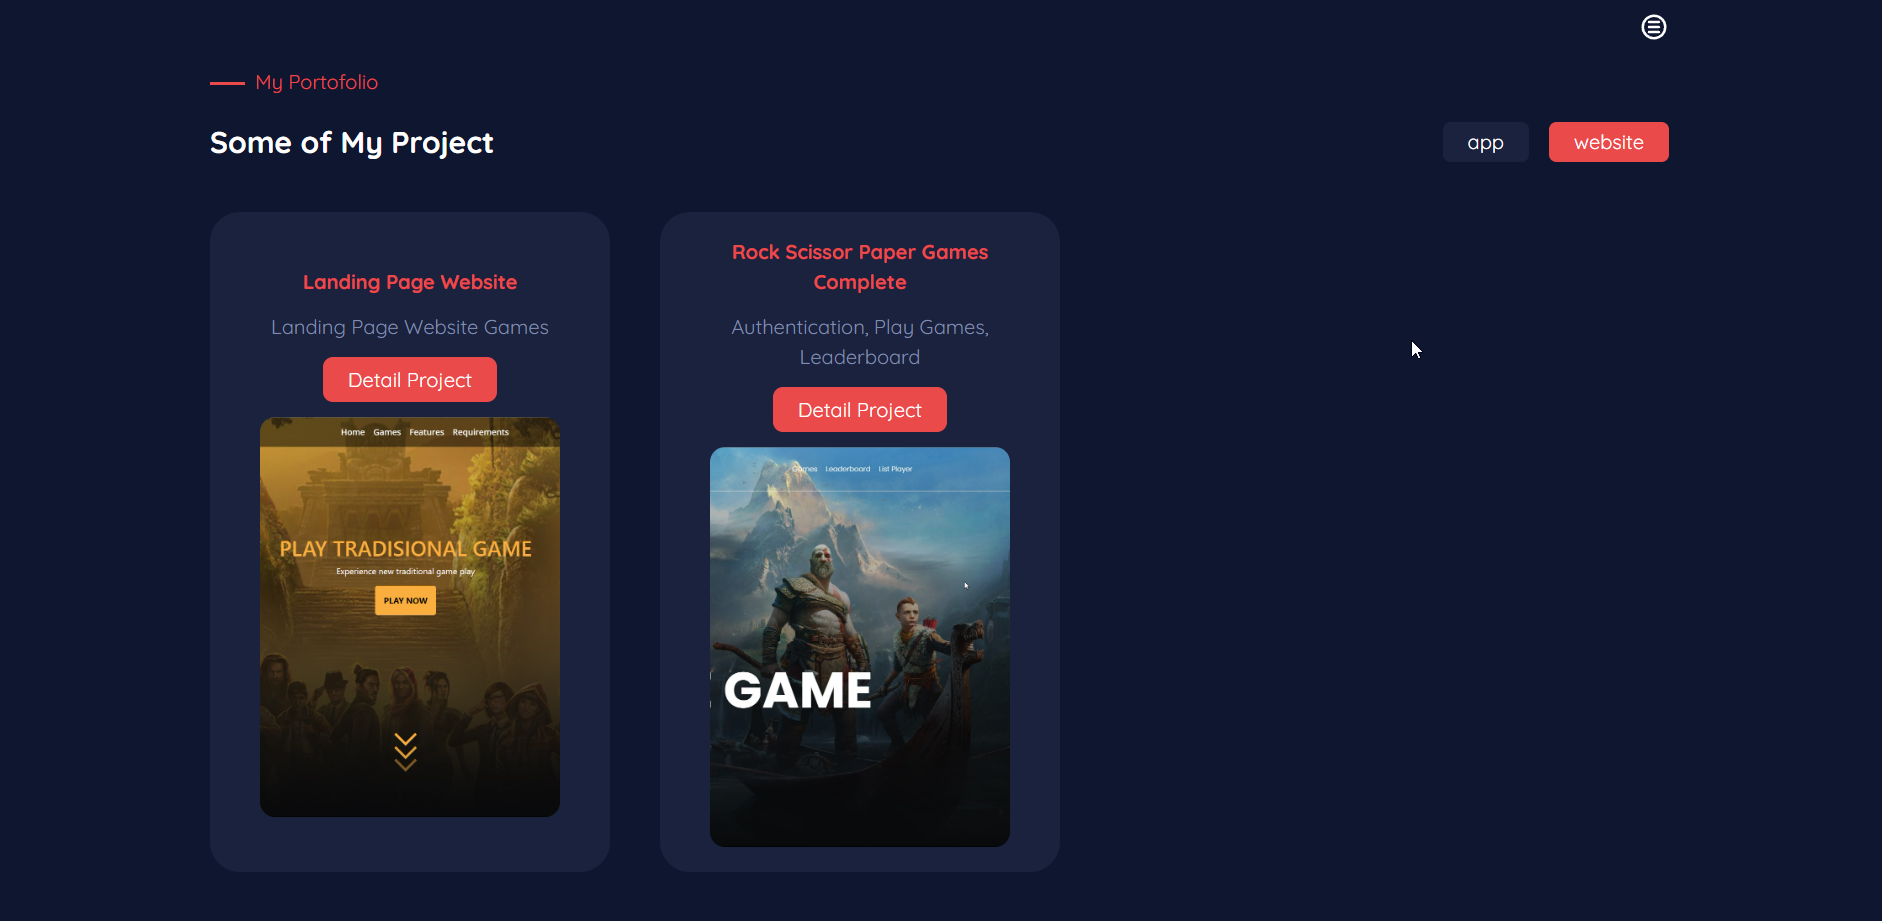 My Portofolio
Some of My Project
app
website
Landing Page Website
Landing Page Website Games
Detail Project
Home Games Features Requirements
PLAY TRADISIONAL GAME
Experience new traditional game play
PLAY NOW
Rock Scissor Paper Games
Complete
Authentication, Play Games,
Leaderboard
Detail Project
Games Leaderboard List Player
GAME